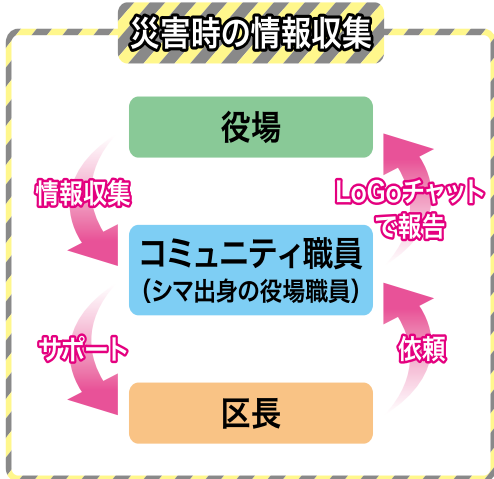 災害時の情報収集
役場
情報収集
LoGoチャット
で報告
コミュニティ職員
（シマ出身の役場職員）
サポート
依頼
区長